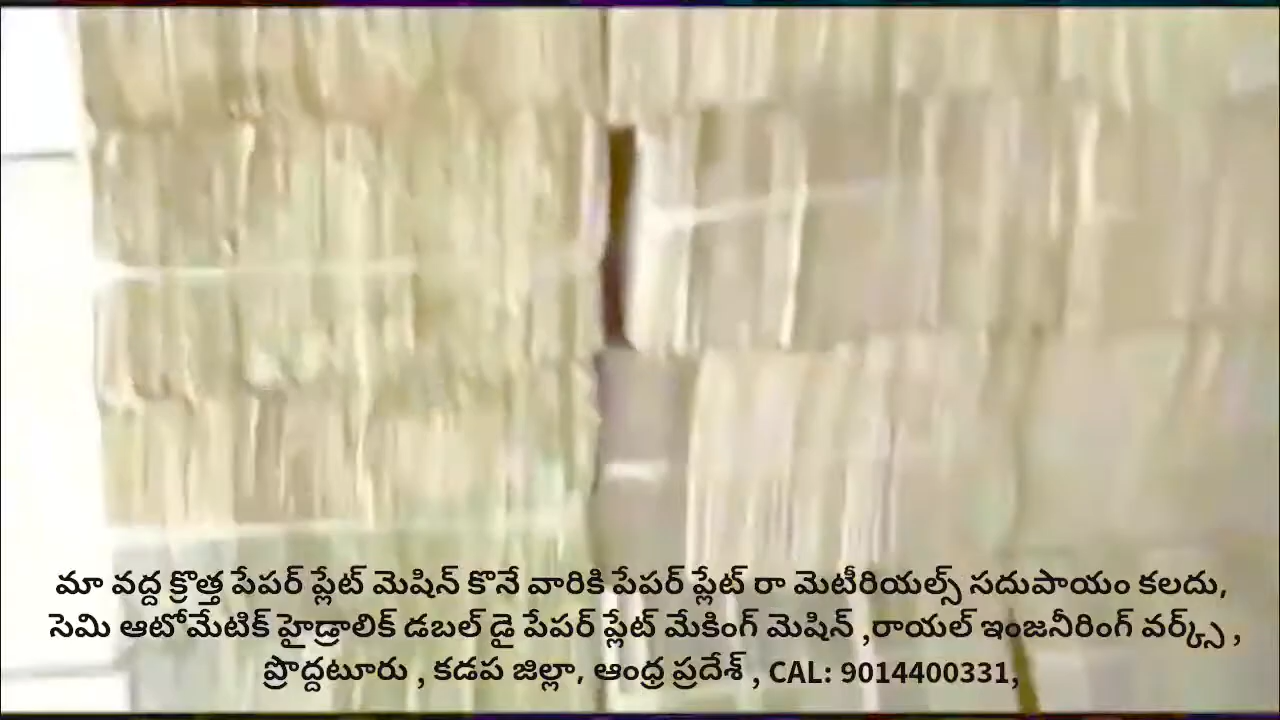 మా వద్ద క్రొత్త పేపర్ ప్లేట్ మెషిన్ కొనే వారికి పేపర్ ప్లేట్ రా మెటీరియల్స్ సదుపాయం కలదు,
సెమి ఆటోమేటిక్ హైడ్రాలిక్ డబల్ డై పేపర్ ప్లేట్ మేకింగ్ మెషిన్ ,రాయల్ ఇంజనీరింగ్ వర్క్స్ ,
ప్రొద్దటూరు , కడప జిల్లా, ఆంధ్ర ప్రదేశ్ , CAL: 9014400331,